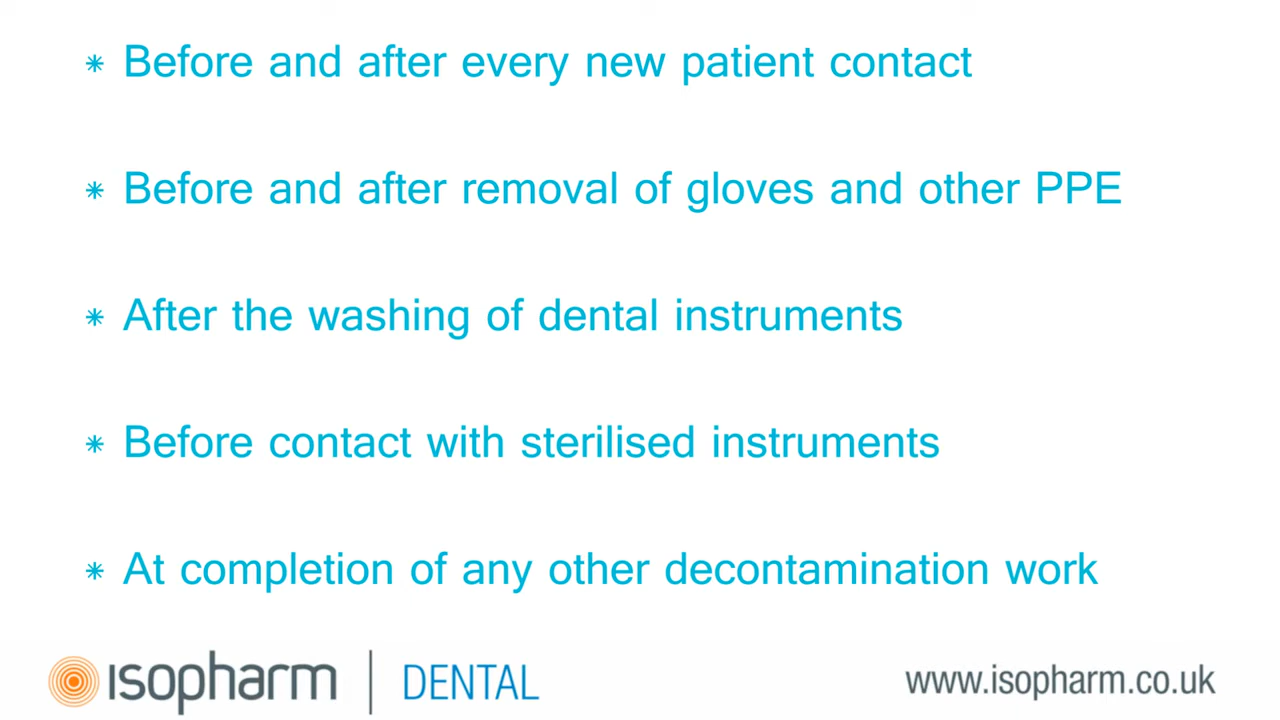 * Before and after every new patient contact
* Before and after removal of gloves and other PPE
* After the washing of dental instruments
* Before contact with sterilised instruments
* At completion of any other decontamination work
isopharm | DENTAL www.isopharm.co.uk